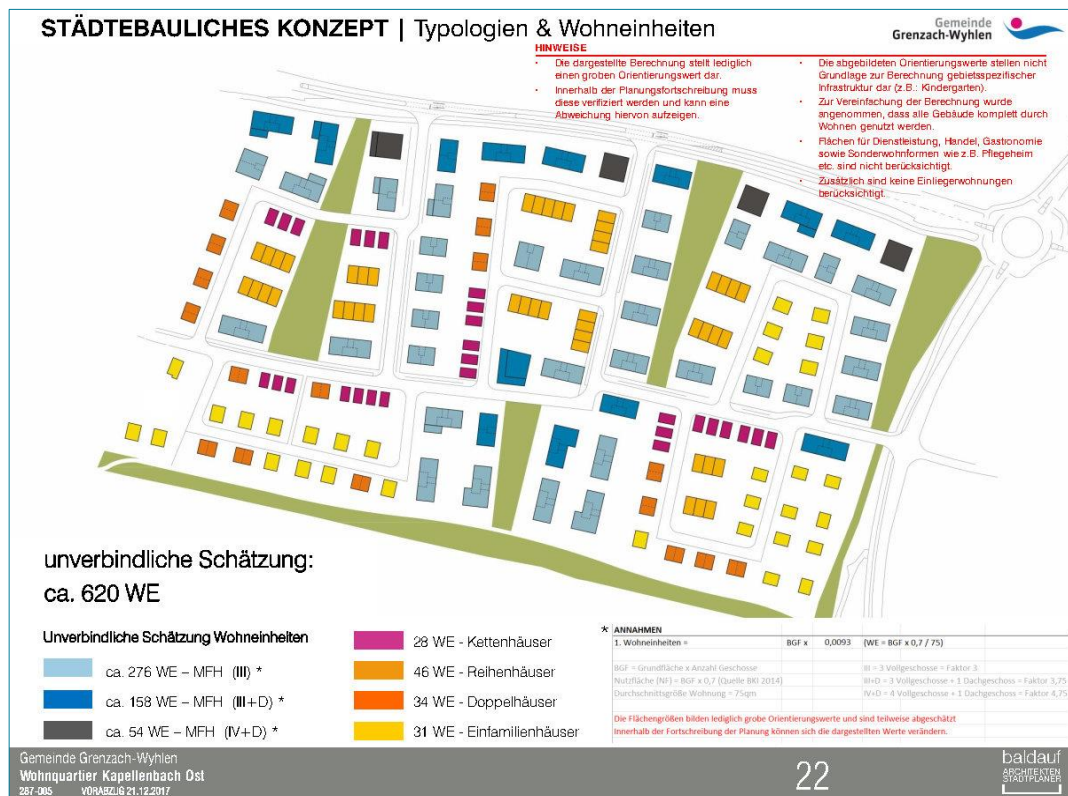 STÄDTEBAULICHES KONZEPT | Typologien & Wohneinheiten
Gemeinde
Grenzach-Wyhlen
HINWEISE
· Die dargestellte Berechnung stellt lediglich
einen groben Orientierungswert dar.
· Innerhalb der Planungsfortschreibung muss
diese verifiziert werden und kann eine
Abweichung hiervon aufzeigen.
· Die abgebildeten Orientierungswerte stellen nicht
Grundlage zur Berechnung gebietsspezifischer
Infrastruktur dar (z.B.: Kindergarten).
· Zur Vereinfachung der Berechnung wurde
angenommen, dass alle Gebäude komplett durch
Wohnen genutzt werden.
· Flächen für Dienstleistung, Handel, Gastronomie
sowie Sonderwohnformen wie z.B. Pflegeheim
etc. sind nicht berücksichtigt.
· Zusätzlich sind keine Einliegerwohnungen
berücksichtigt.
unverbindliche Schätzung:
ca. 620 WE
Unverbindliche Schätzung Wohneinheiten
ca. 276 WE – MFH (III) *
ca. 158 WE – MFH (III+D) *
ca. 54 WE – MFH (IV+D) *
28 WE - Kettenhäuser
46 WE - Reihenhäuser
34 WE - Doppelhäuser
31 WE - Einfamilienhäuser
* ANNAHMEN
1. Wohneinheiten = BGF x 0,0093 (WE = BGF x 0,7 / 75)
BGF = Grundfläche x Anzahl Geschosse III = 3 Vollgeschosse = Faktor 3
Nutzfläche (NF) = BGF x 0,7 (Quelle BKI 2014) III+D = 3 Vollgeschosse + 1 Dachgeschoss = Faktor 3,75
Durchschnittsgröße Wohnung = 75qm IV+D = 4 Vollgeschosse + 1 Dachgeschoss = Faktor 4,75
Die Flächengrößen bilden lediglich grobe Orientierungswerte und sind teilweise abgeschätzt
Innerhalb der Fortschreibung der Planung können sich die dargestellten Werte verändern.
Gemeinde Grenzach-Wyhlen
Wohnquartier Kapellenbach Ost
287-085 VORABZUG 21.12.2017
22
baldauf
ARCHITEKTEN
STADTPLANER